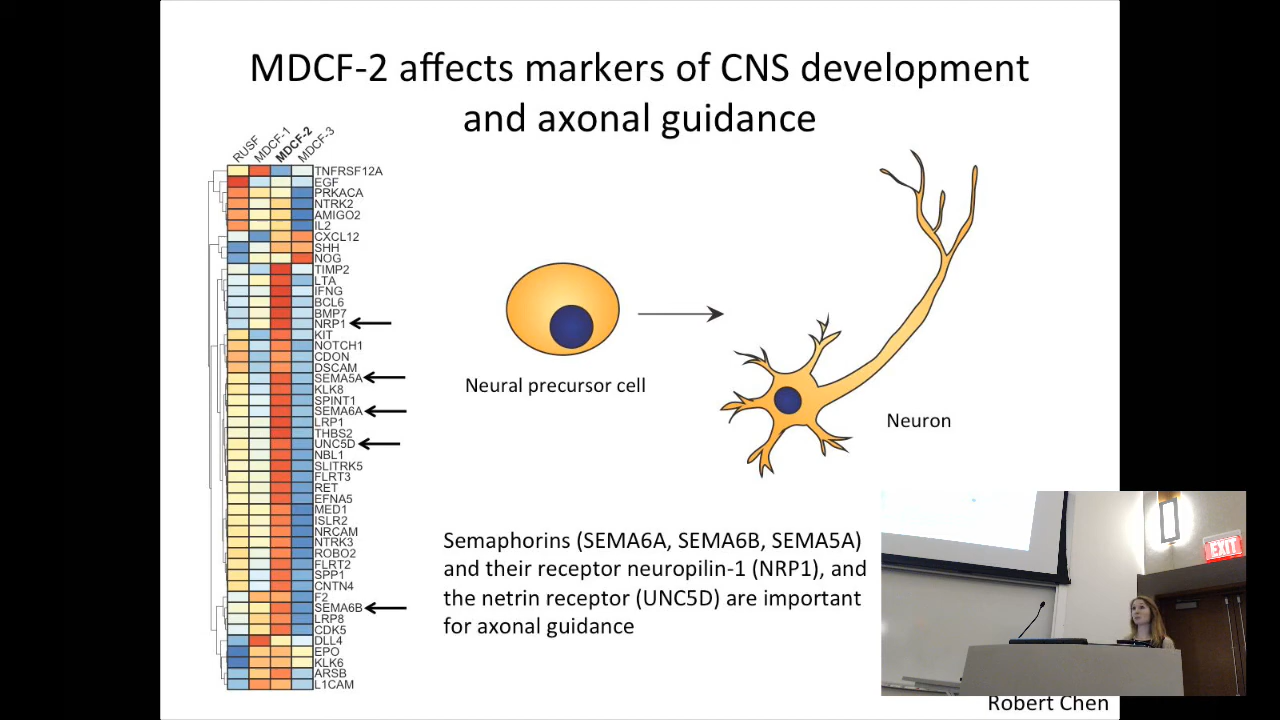 MDCF-2 affects markers of CNS development
and axonal guidance
RUSF
MDCF-1
MDCF-2
MDCF-3
TNFRSF12A
EGF
PRKACA
NTRK2
AMIGO2
IL2
CXCL12
SHH
NOG
TIMP2
LTA
IFNG
BCL6
BMP7
NRP1
KIT
NOTCH1
CDON
DSCAM
SEMA5A
KLK8
SPINT1
SEMA6A
LRP1
THBS2
UNC5D
NBL1
SLITRK5
FLRT3
RET
EFNA5
MED1
ISLR2
NRCAM
NTRK3
ROBO2
FLRT2
SPP1
CNTN4
F2
SEMA6B
LRP8
CDK5
DLL4
EPO
KLK6
ARSB
L1CAM
Neural precursor cell
Neuron
Semaphorins (SEMA6A, SEMA6B, SEMA5A)
and their receptor neuropilin-1 (NRP1), and
the netrin receptor (UNC5D) are important
for axonal guidance
EXIT
Robert Chen